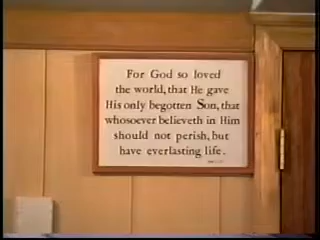 For God so loved
the world, that He gave
His only begotten Son, that
whosoever believeth in Him
should not perish, but
have everlasting life.